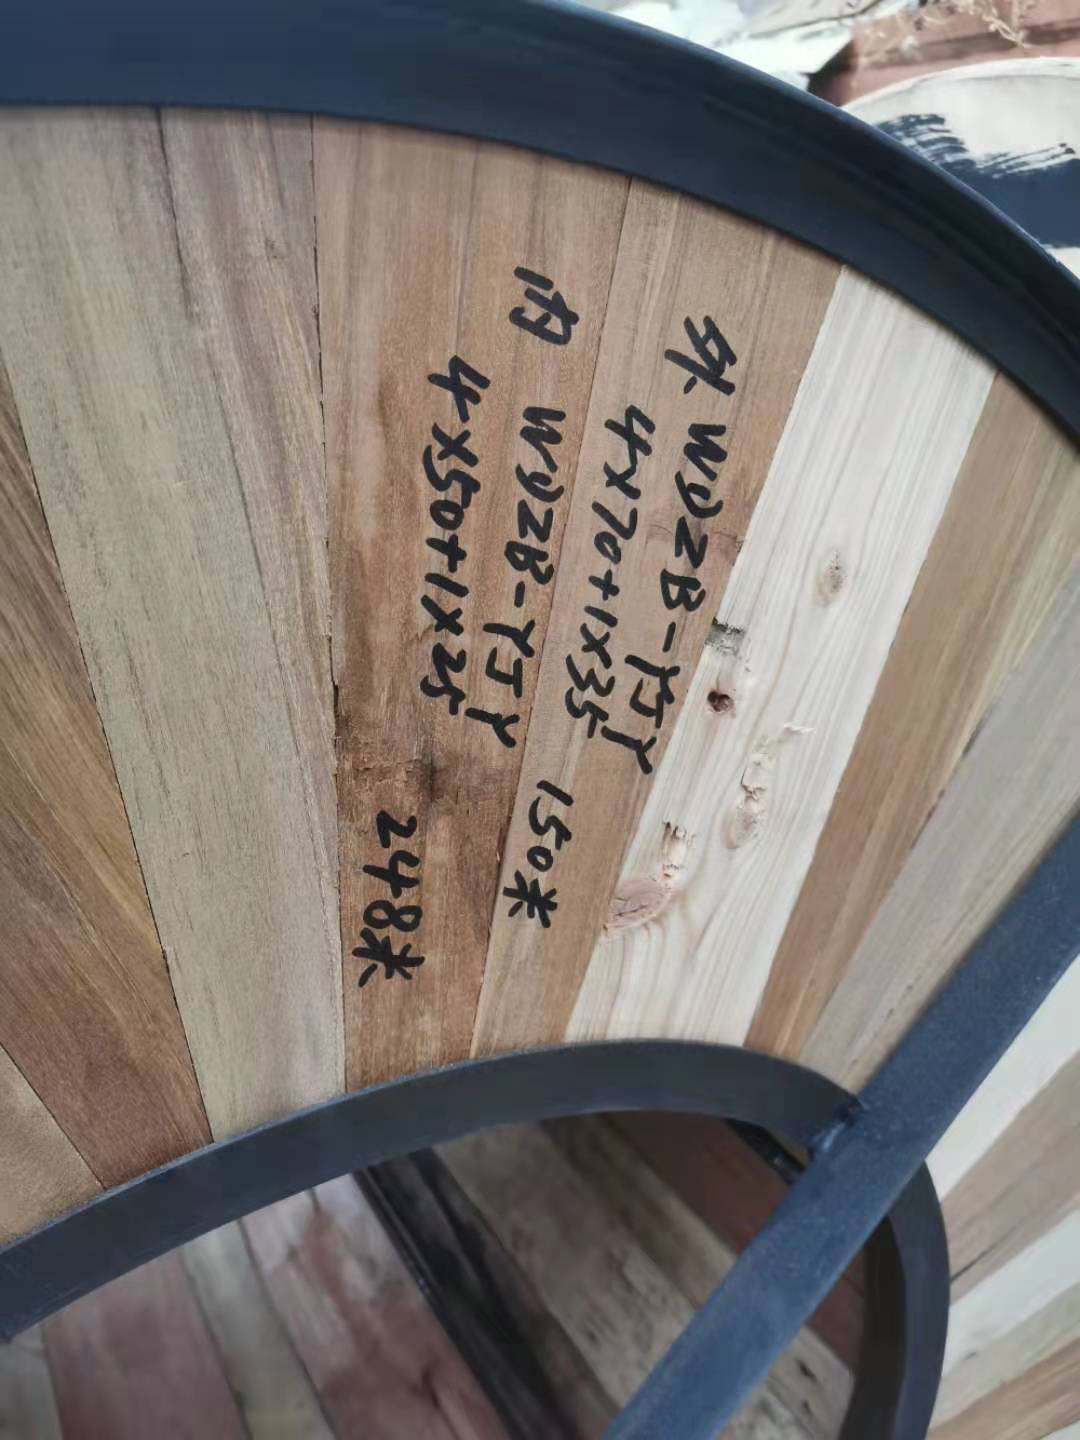 外 WDZB-YJY
4×70+1×35 150米
内 WDZB-YJY
4×50+1×25
248米